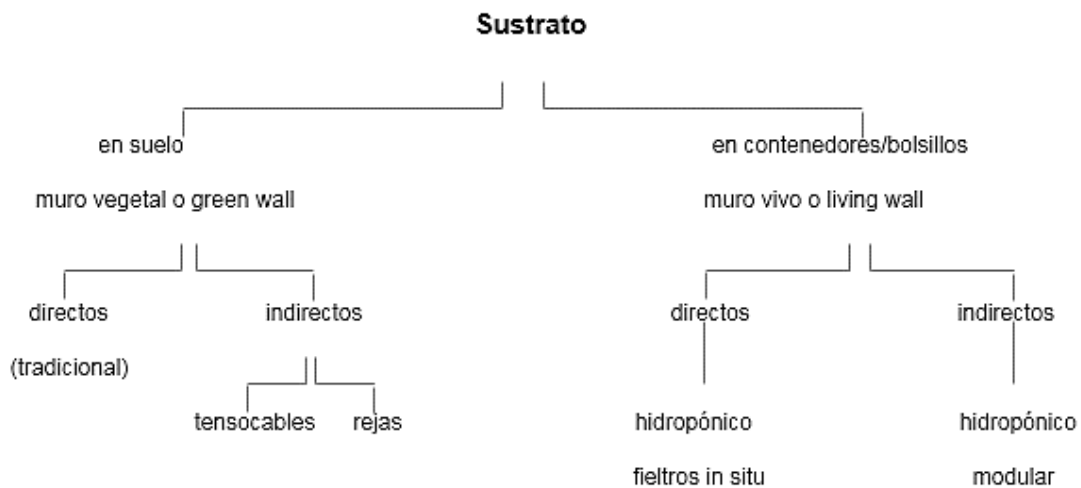 Sustrato
en suelo
en contenedores/bolsillos
muro vegetal o green wall
muro vivo o living wall
directos
indirectos
directos
indirectos
(tradicional)
tensocables
rejas
hidropónico
hidropónico
fieltros in situ
modular